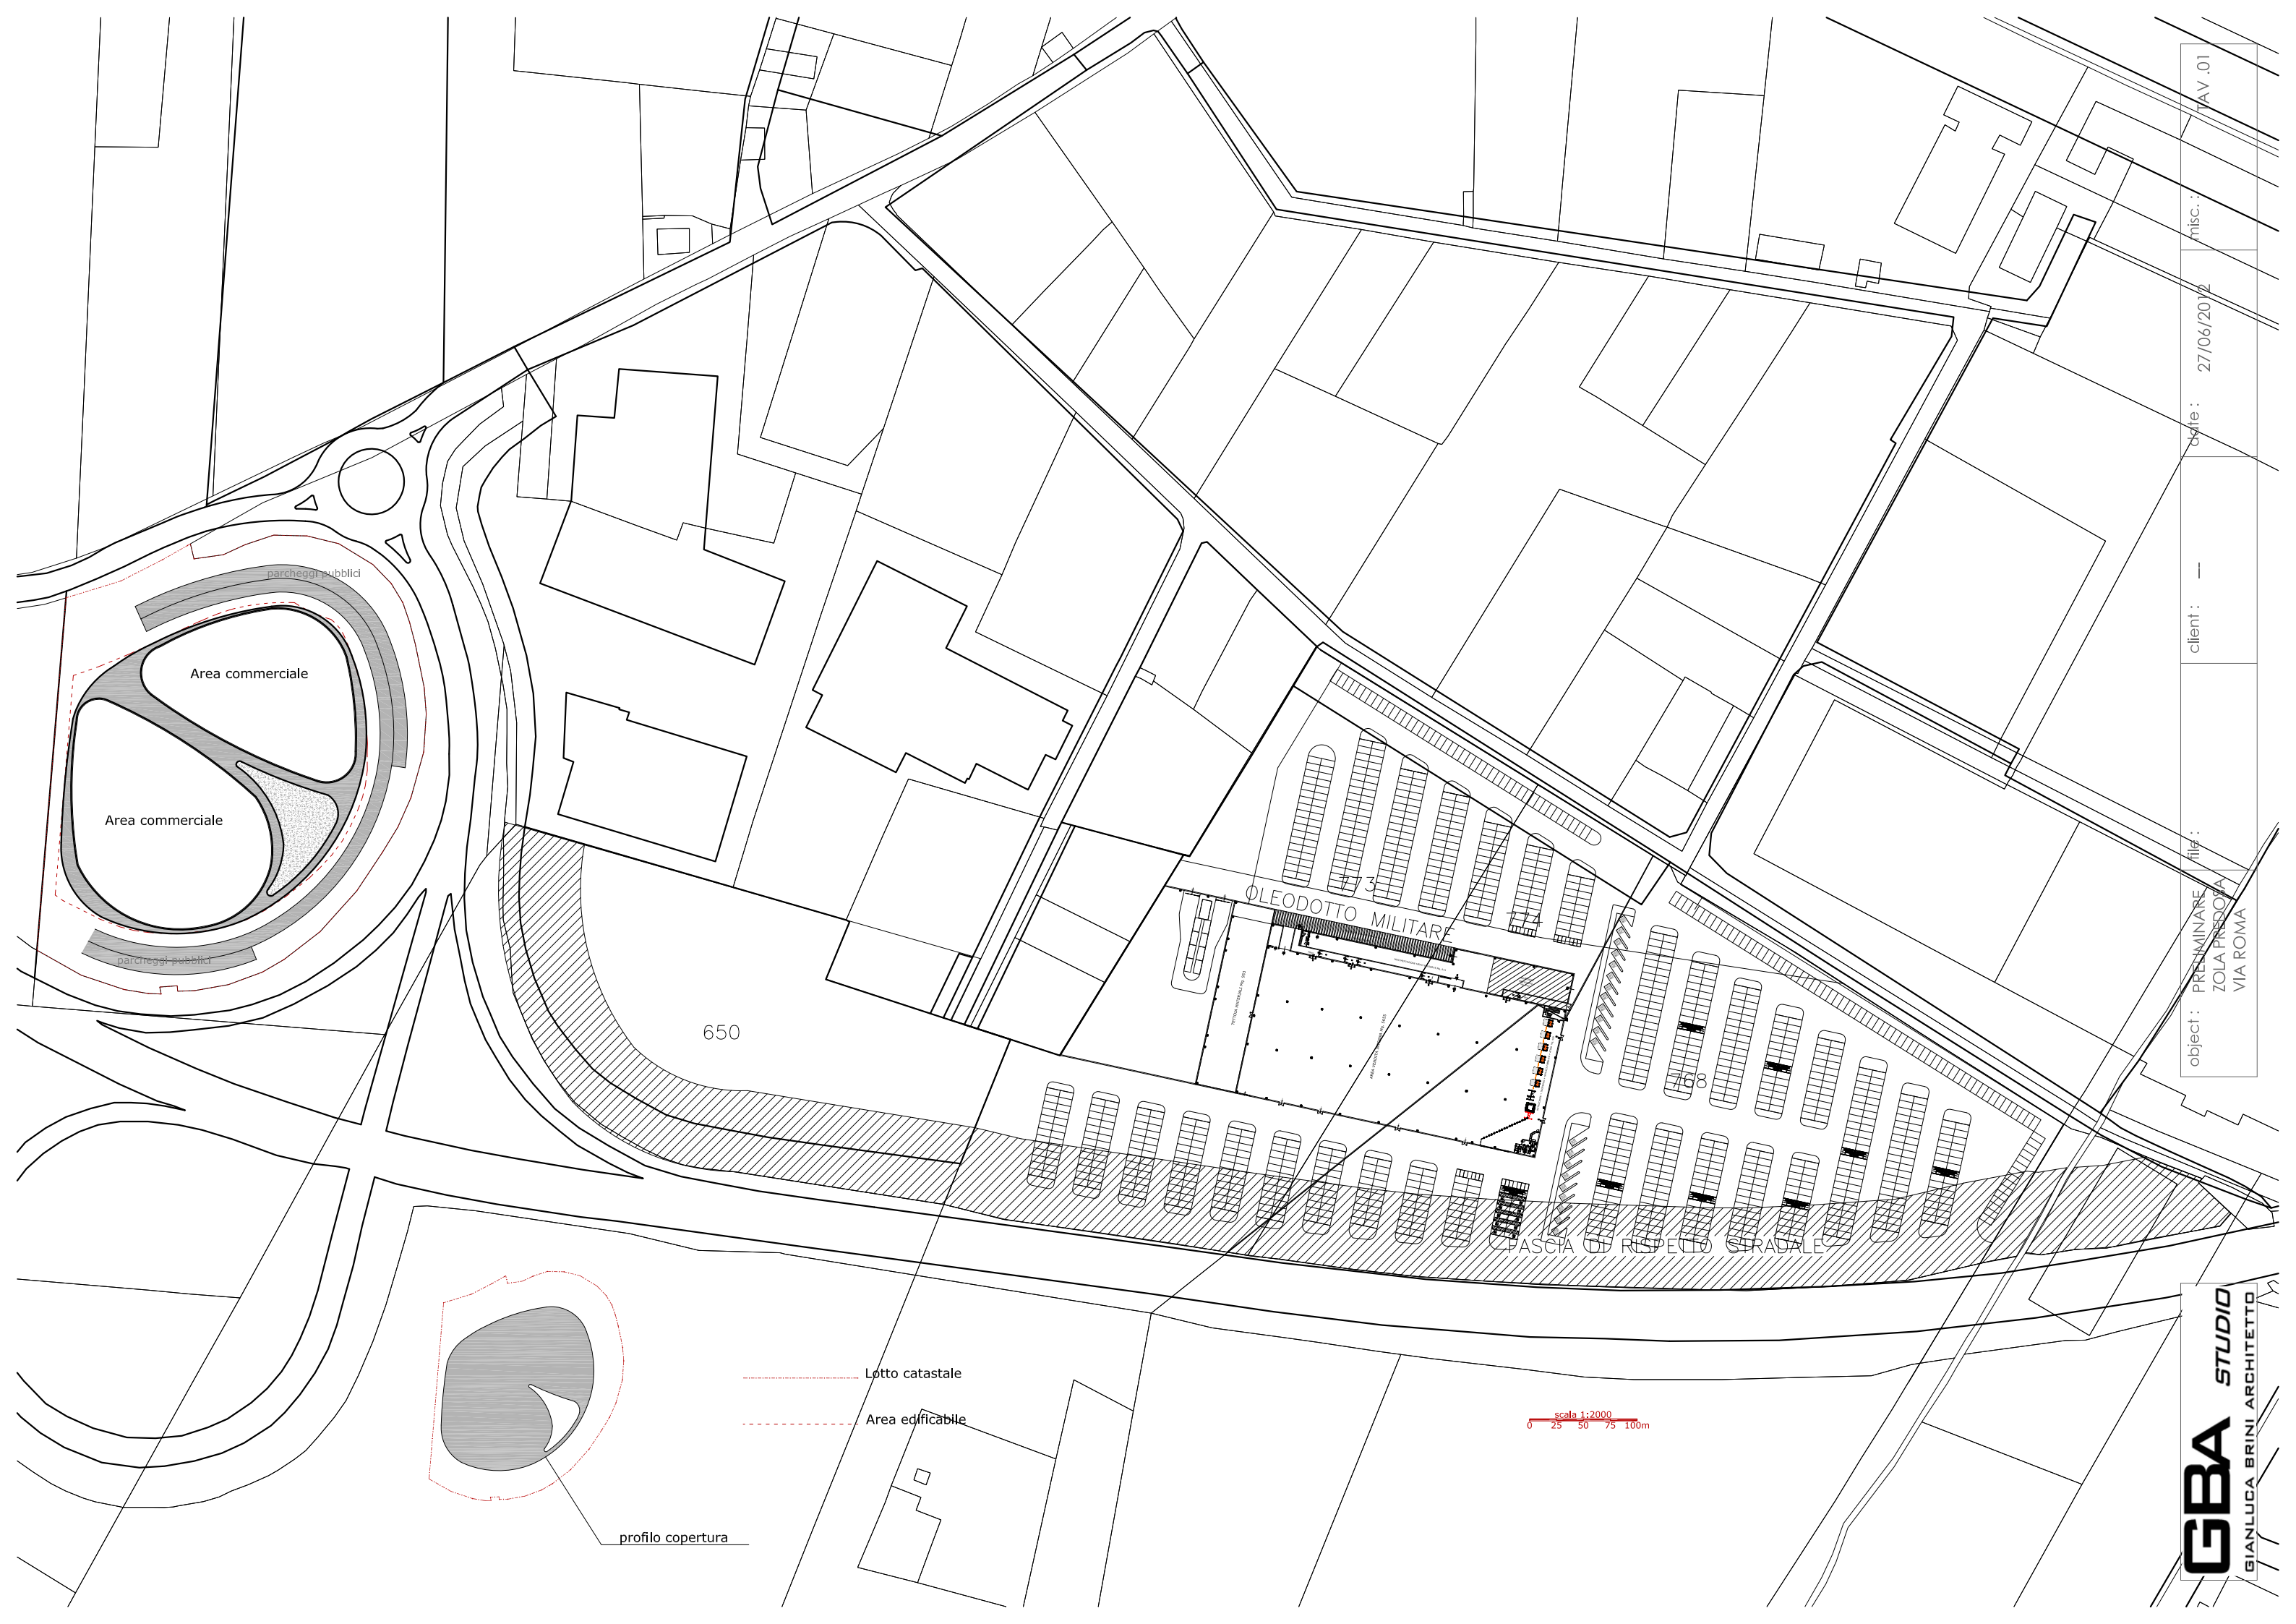 parcheggi pubblici
Area commerciale
Area commerciale
parcheggi pubblici
650
773
OLEODOTTO MILITARE
774
768
FASCIA DI RISPETTO STRADALE
Lotto catastale
Area edificabile
profilo copertura
scala 1:2000
0 25 50 75 100m
object : PRELIMINARE
ZOLA PREDOSA
VIA ROMA
file :
client : --
date : 27/06/2012
misc. : TAV .01
GBA STUDIO
GIANLUCA BRINI ARCHITETTO